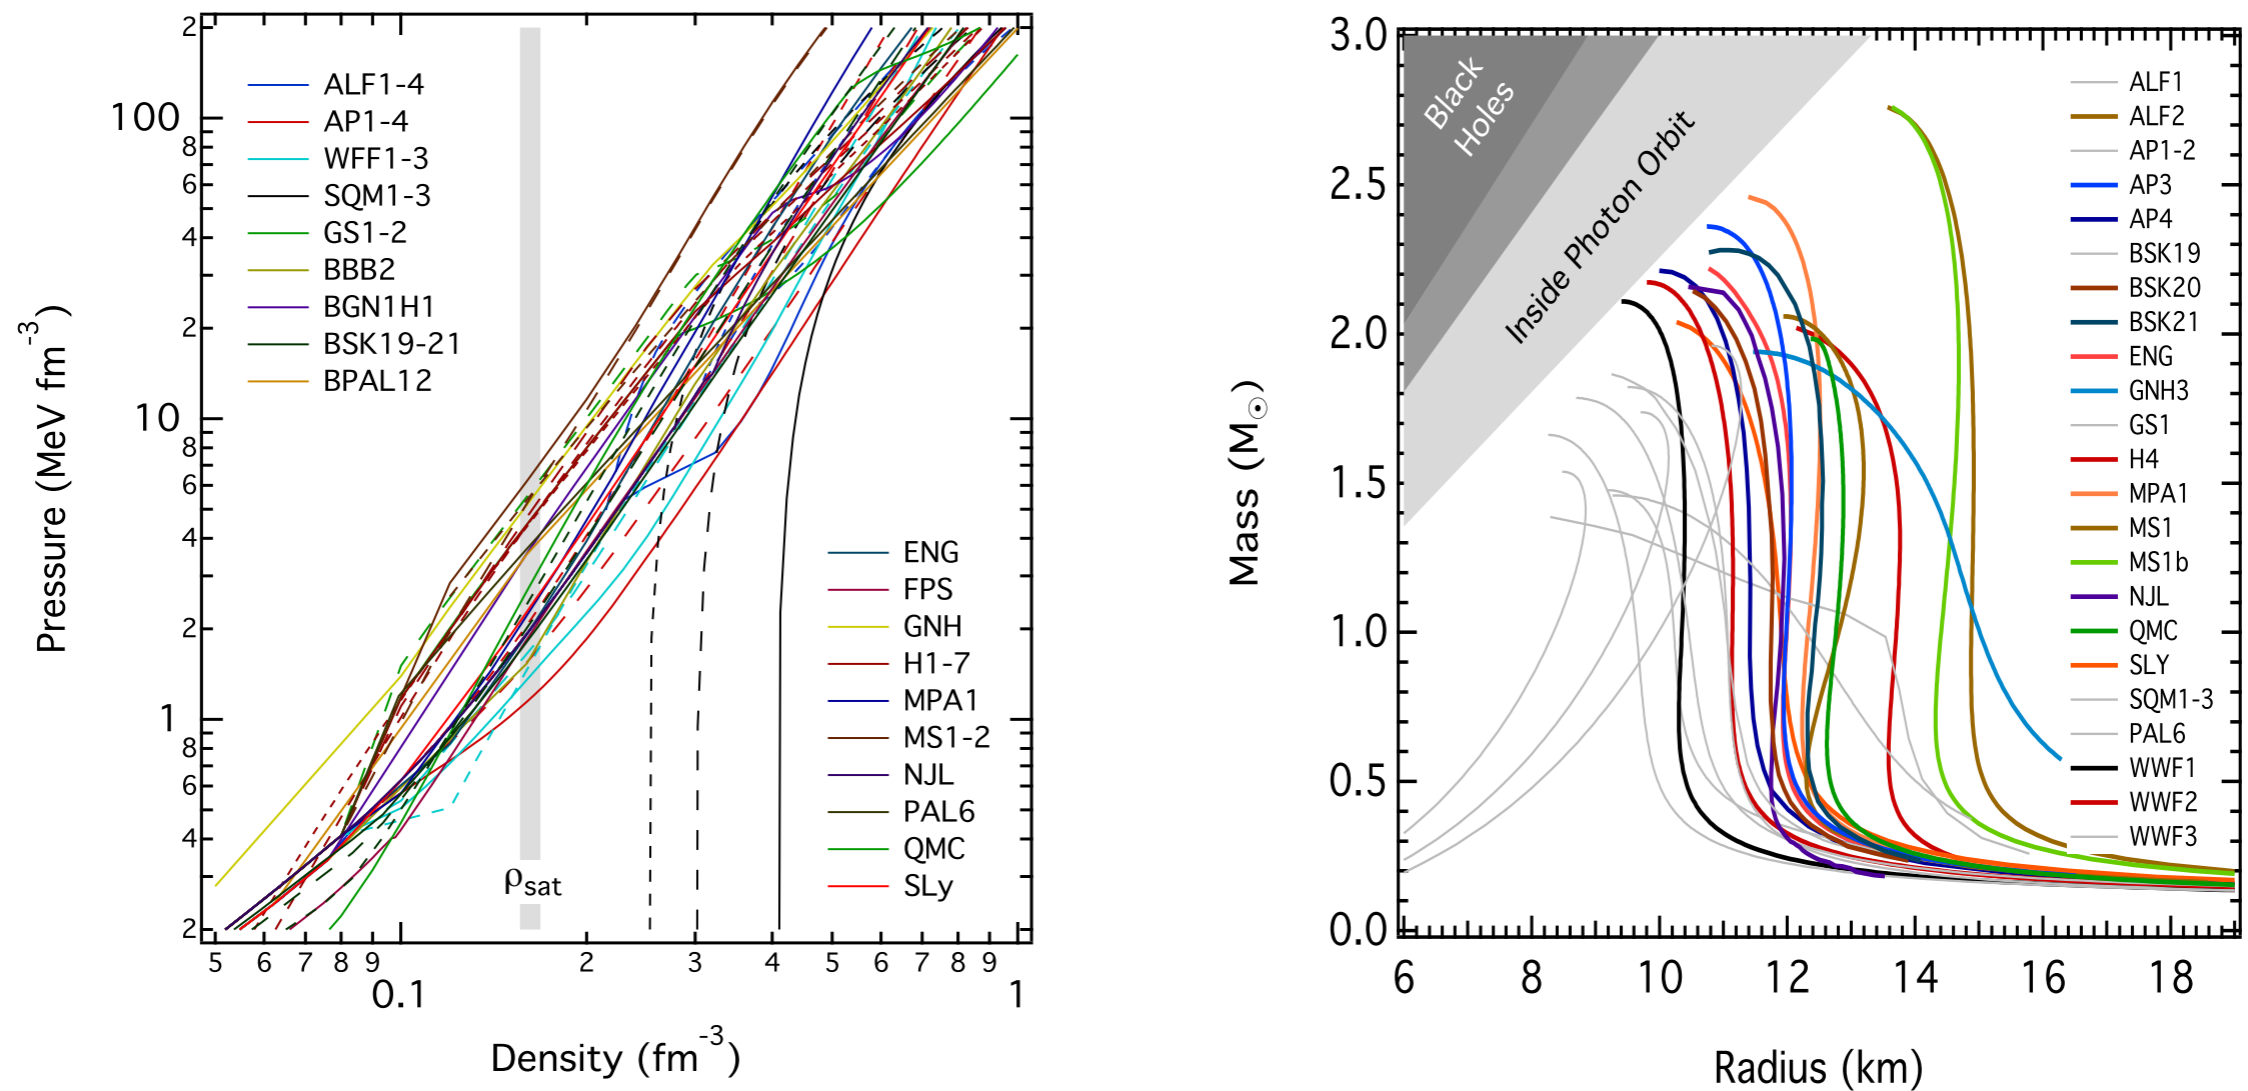 2
100
8
6
4
2
10
8
6
4
2
1
8
6
4
2
Pressure (MeV fm-3)
ALF1-4
AP1-4
WFF1-3
SQM1-3
GS1-2
BBB2
BGN1H1
BSK19-21
BPAL12
ENG
FPS
GNH
H1-7
MPA1
MS1-2
NJL
PAL6
QMC
SLy
ρsat
5 6 7 8 9 2 3 4 5 6 7 8 9
0.1 1
Density (fm-3)
3.0
2.5
2.0
1.5
1.0
0.5
0.0
Mass (M☉)
Black
Holes
Inside Photon Orbit
ALF1
ALF2
AP1-2
AP3
AP4
BSK19
BSK20
BSK21
ENG
GNH3
GS1
H4
MPA1
MS1
MS1b
NJL
QMC
SLY
SQM1-3
PAL6
WWF1
WWF2
WWF3
6 8 10 12 14 16 18
Radius (km)